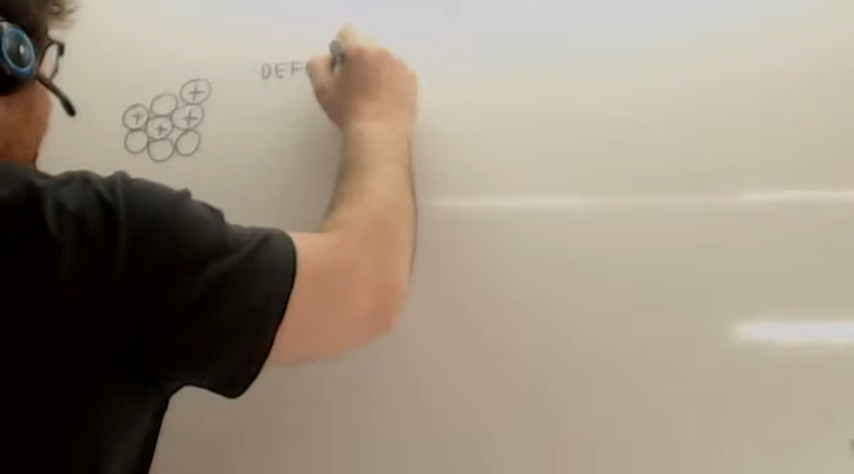 +
+ +
+
DEF